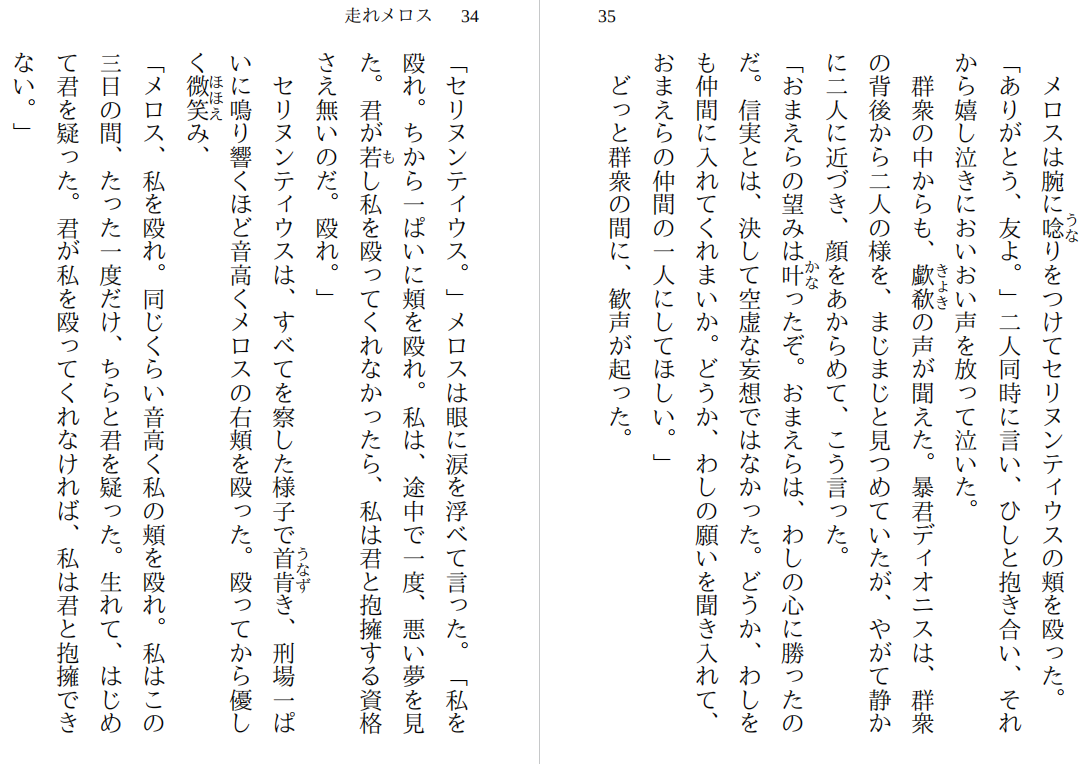 走れメロス 34
「セリヌンティウス。」メロスは眼に涙を浮べて言った。「私を
殴れ。ちから一ぱいに頬を殴れ。私は、途中で一度、悪い夢を見
も
た。君が若し私を殴ってくれなかったら、私は君と抱擁する資格
さえ無いのだ。殴れ。」
うなず
セリヌンティウスは、すべてを察した様子で首肯き、刑場一ぱ
いに鳴り響くほど音高くメロスの右頬を殴った。殴ってから優し
ほほえ
く微笑み、
「メロス、私を殴れ。同じくらい音高く私の頬を殴れ。私はこの
三日の間、たった一度だけ、ちらと君を疑った。生れて、はじめ
て君を疑った。君が私を殴ってくれなければ、私は君と抱擁でき
ない。」
35
うな
メロスは腕に唸りをつけてセリヌンティウスの頬を殴った。
「ありがとう、友よ。」二人同時に言い、ひしと抱き合い、それ
から嬉し泣きにおいおい声を放って泣いた。
きょき
群衆の中からも、歔欷の声が聞えた。暴君ディオニスは、群衆
の背後から二人の様を、まじまじと見つめていたが、やがて静か
に二人に近づき、顔をあからめて、こう言った。
かな
「おまえらの望みは叶ったぞ。おまえらは、わしの心に勝ったの
だ。信実とは、決して空虚な妄想ではなかった。どうか、わしを
も仲間に入れてくれまいか。どうか、わしの願いを聞き入れて、
おまえらの仲間の一人にしてほしい。」
どっと群衆の間に、歓声が起った。